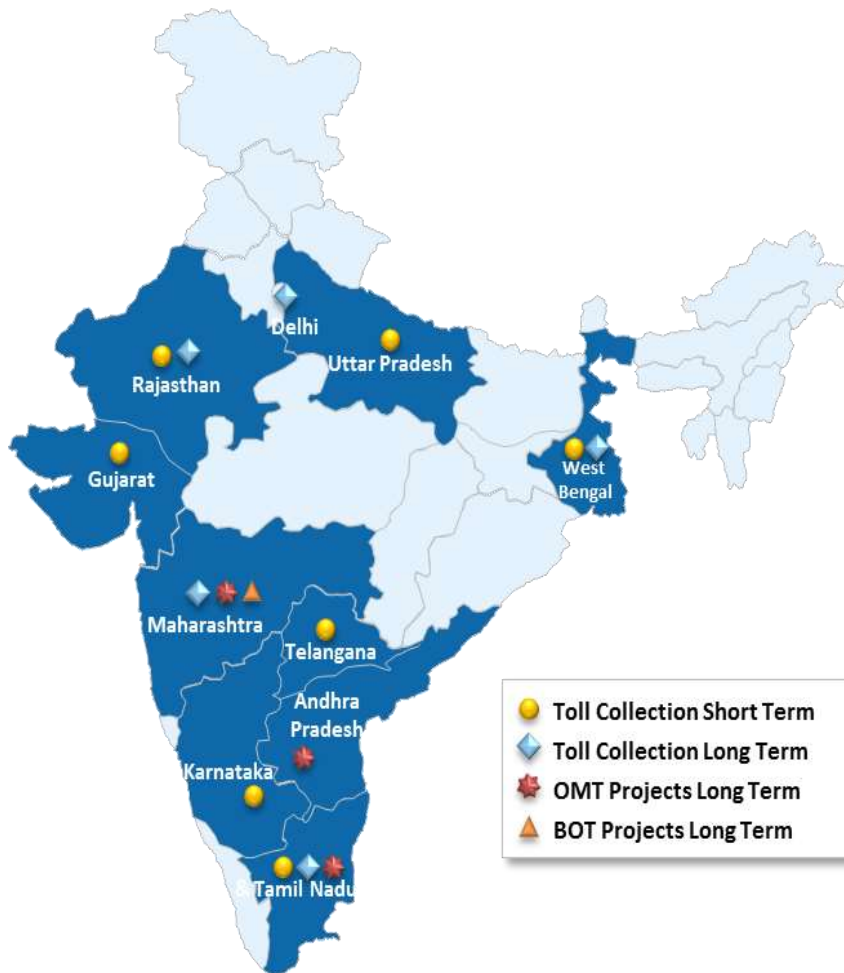 Delhi
Uttar Pradesh
Rajasthan
Gujarat
West
Bengal
Maharashtra
Telangana
Andhra
Pradesh
Karnataka
& Tamil Nadu
Toll Collection Short Term
Toll Collection Long Term
OMT Projects Long Term
BOT Projects Long Term